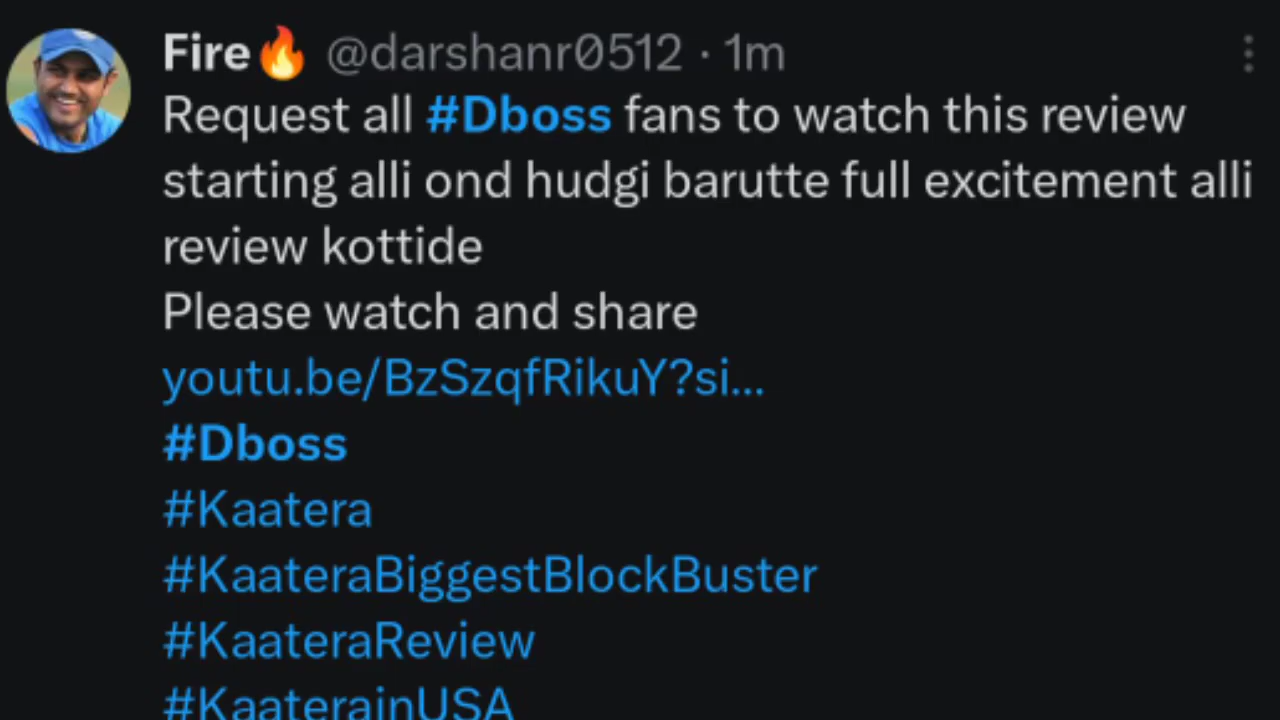 Fire🔥 @darshanr0512 · 1m
Request all #Dboss fans to watch this review
starting alli ond hudgi barutte full excitement alli
review kottide
Please watch and share
youtu.be/BzSzqfRikuY?si...
#Dboss
#Kaatera
#KaateraBiggestBlockBuster
#KaateraReview
#KaaterainUSA